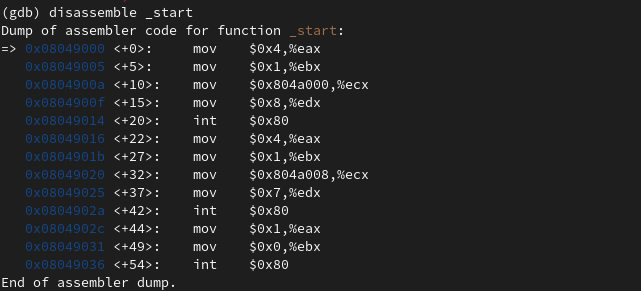 (gdb) disassemble _start
Dump of assembler code for function _start:
=> 0x08049000 <+0>:     mov    $0x4,%eax
   0x08049005 <+5>:     mov    $0x1,%ebx
   0x0804900a <+10>:    mov    $0x804a000,%ecx
   0x0804900f <+15>:    mov    $0x8,%edx
   0x08049014 <+20>:    int    $0x80
   0x08049016 <+22>:    mov    $0x4,%eax
   0x0804901b <+27>:    mov    $0x1,%ebx
   0x08049020 <+32>:    mov    $0x804a008,%ecx
   0x08049025 <+37>:    mov    $0x7,%edx
   0x0804902a <+42>:    int    $0x80
   0x0804902c <+44>:    mov    $0x1,%eax
   0x08049031 <+49>:    mov    $0x0,%ebx
   0x08049036 <+54>:    int    $0x80
End of assembler dump.